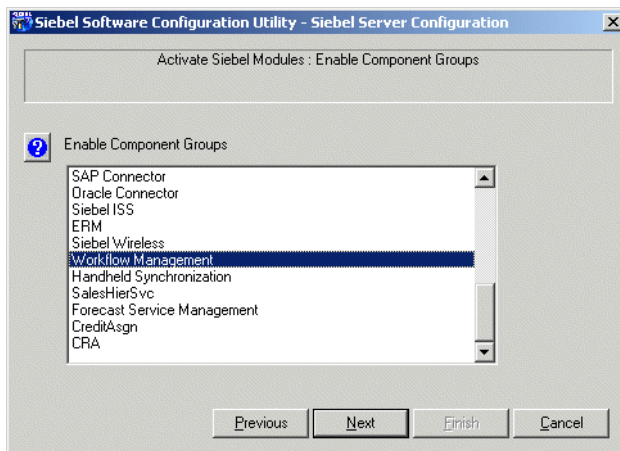 Siebel Software Configuration Utility - Siebel Server Configuration
Activate Siebel Modules : Enable Component Groups
Enable Component Groups
SAP Connector
Oracle Connector
Siebel ISS
ERM
Siebel Wireless
Workflow Management
Handheld Synchronization
SalesHierSvc
Forecast Service Management
CreditAsgn
CRA
Previous Next Finish Cancel